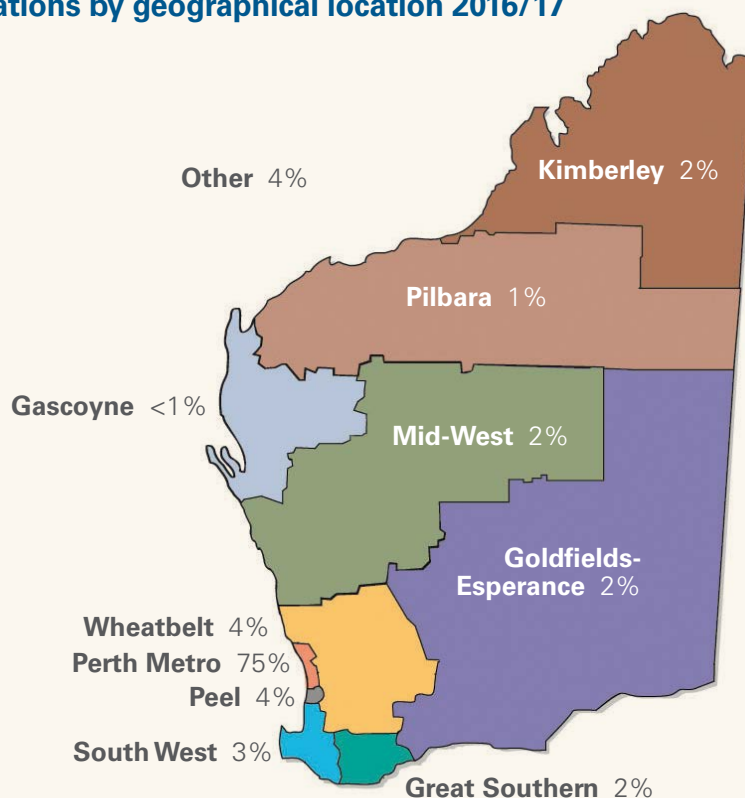 by geographical location 2016/17
Other 4%
Kimberley 2%
Pilbara 1%
Gascoyne <1%
Mid-West 2%
Goldfields-
Esperance 2%
Wheatbelt 4%
Perth Metro 75%
Peel 4%
South West 3%
Great Southern 2%